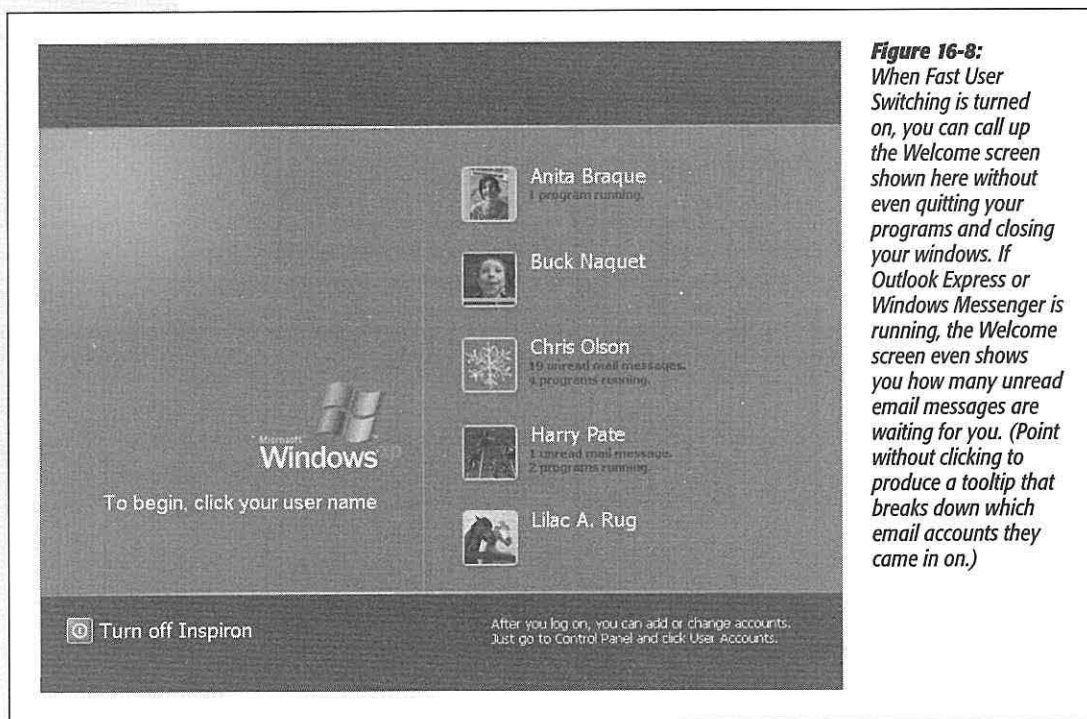 Anita Braque
1 program running.
Buck Naquet
Chris Olson
19 unread mail messages.
4 programs running.
Harry Pate
1 unread mail message.
2 programs running.
Lilac A. Rug
Microsoft
Windows xp
To begin, click your user name
Turn off Inspiron
After you log on, you can add or change accounts.
Just go to Control Panel and click User Accounts.
Figure 16-8:
When Fast User
Switching is turned
on, you can call up
the Welcome screen
shown here without
even quitting your
programs and closing
your windows. If
Outlook Express or
Windows Messenger is
running, the Welcome
screen even shows
you how many unread
email messages are
waiting for you. (Point
without clicking to
produce a tooltip that
breaks down which
email accounts they
came in on.)